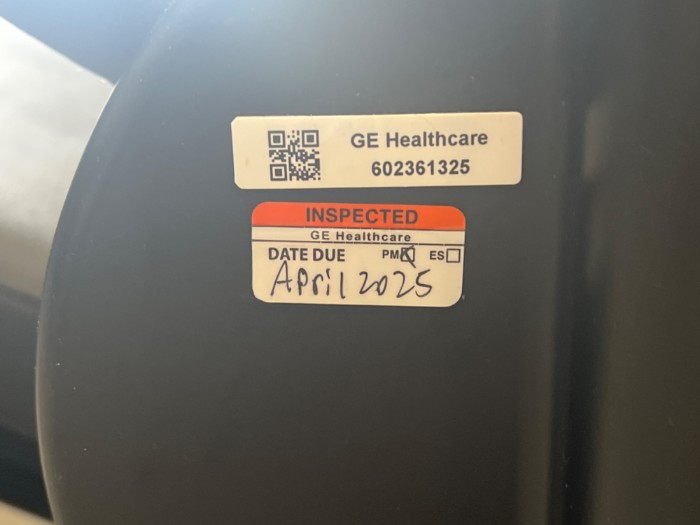 GE Healthcare
602361325
INSPECTED
GE Healthcare
DATE DUE PM ES
April 2025